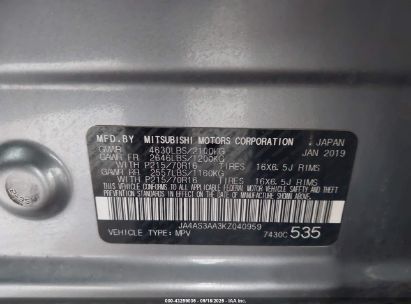 MFD.BY MITSUBISHI MOTORS CORPORATION , JAPAN
GVWR 4630LBS/2100KG JAN 2019
GAWR FR 2646LBS/1200KG
WITH P215/70R16 TIRES 16X6.5J RIMS
GAWR RR 2557LBS/1160KG
WITH P215/70R16 TIRES 16X6.5J RIMS
THIS VEHICLE CONFORMS TO ALL APPLICABLE
FEDERAL MOTOR VEHICLE SAFETY AND THEFT
PREVENTION STANDARDS IN EFFECT ON THE DATE OF
MANUFACTURE SHOWN ABOVE.
JA4AS3AA3KZ040959
VEHICLE TYPE: MPV 7430C 535